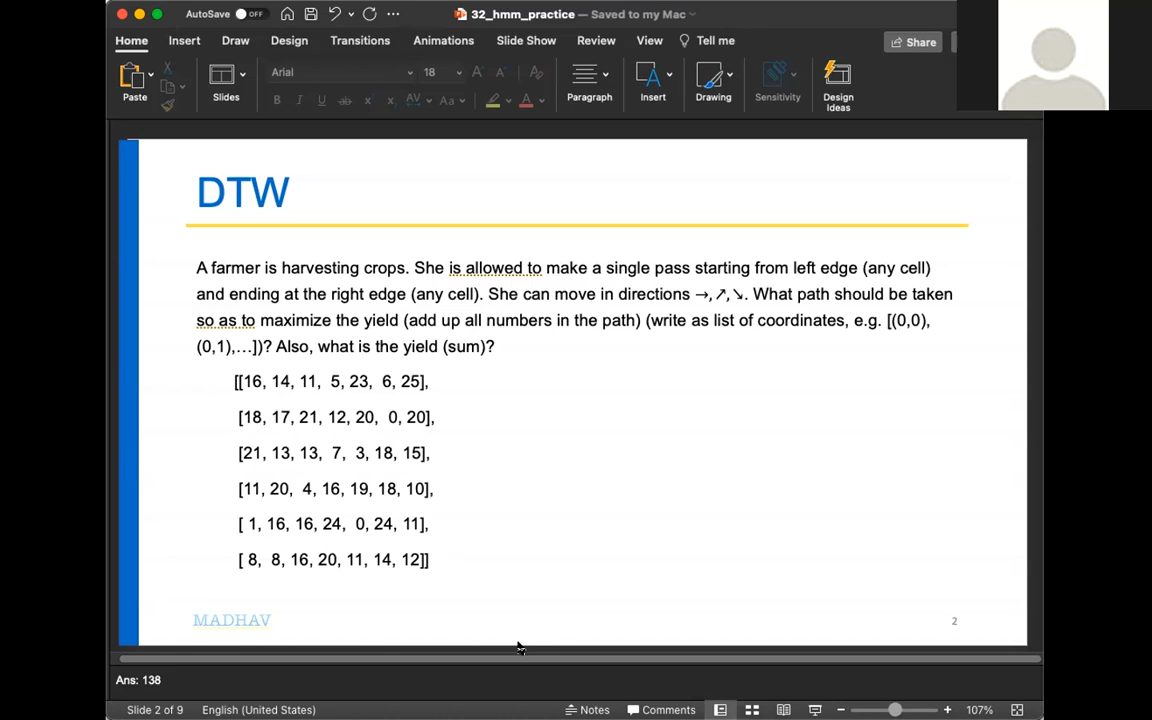 AutoSave OFF 32_hmm_practice — Saved to my Mac
Home Insert Draw Design Transitions Animations Slide Show Review View Tell me Share
Arial 18
Paste Slides B I U ab x x AV Aa A Paragraph Insert Drawing Sensitivity Design Ideas
DTW
A farmer is harvesting crops. She is allowed to make a single pass starting from left edge (any cell)
and ending at the right edge (any cell). She can move in directions →,↗,↘. What path should be taken
so as to maximize the yield (add up all numbers in the path) (write as list of coordinates, e.g. [(0,0),
(0,1),…])? Also, what is the yield (sum)?
[[16, 14, 11, 5, 23, 6, 25],
[18, 17, 21, 12, 20, 0, 20],
[21, 13, 13, 7, 3, 18, 15],
[11, 20, 4, 16, 19, 18, 10],
[ 1, 16, 16, 24, 0, 24, 11],
[ 8, 8, 16, 20, 11, 14, 12]]
MADHAV 2
Ans: 138
Slide 2 of 9 English (United States) Notes Comments 107%